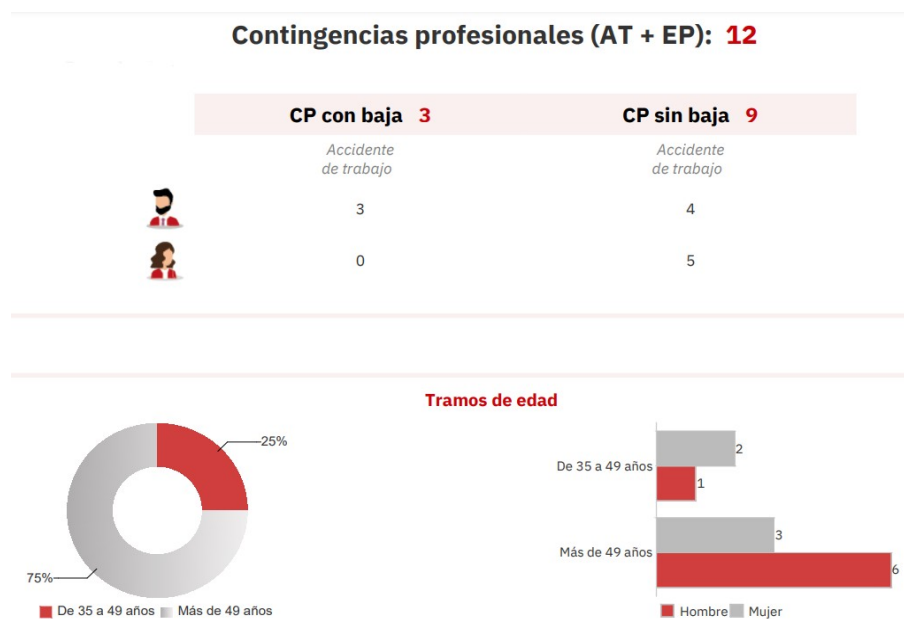 Contingencias profesionales (AT + EP): 12
CP con baja 3 CP sin baja 9
Accidente de trabajo Accidente de trabajo
3 4
0 5
Tramos de edad
25%
75%
De 35 a 49 años Más de 49 años
De 35 a 49 años
2
1
Más de 49 años
3
6
Hombre Mujer